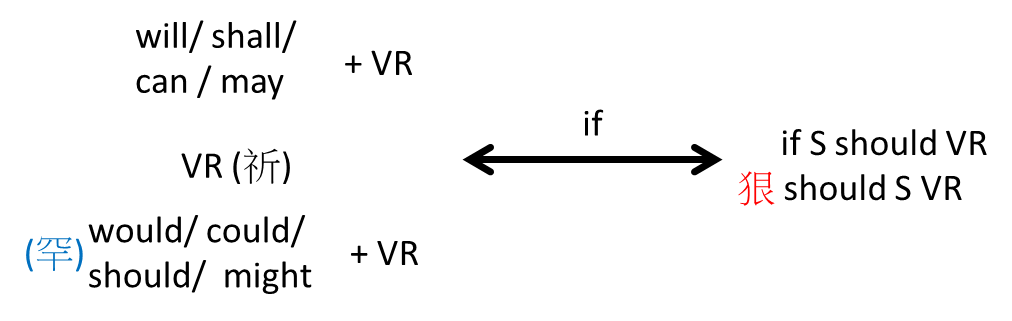 will/ shall/
can / may
+ VR
VR (祈)
(罕)
would/ could/
should/ might
+ VR
if
if S should VR
狠 should S VR